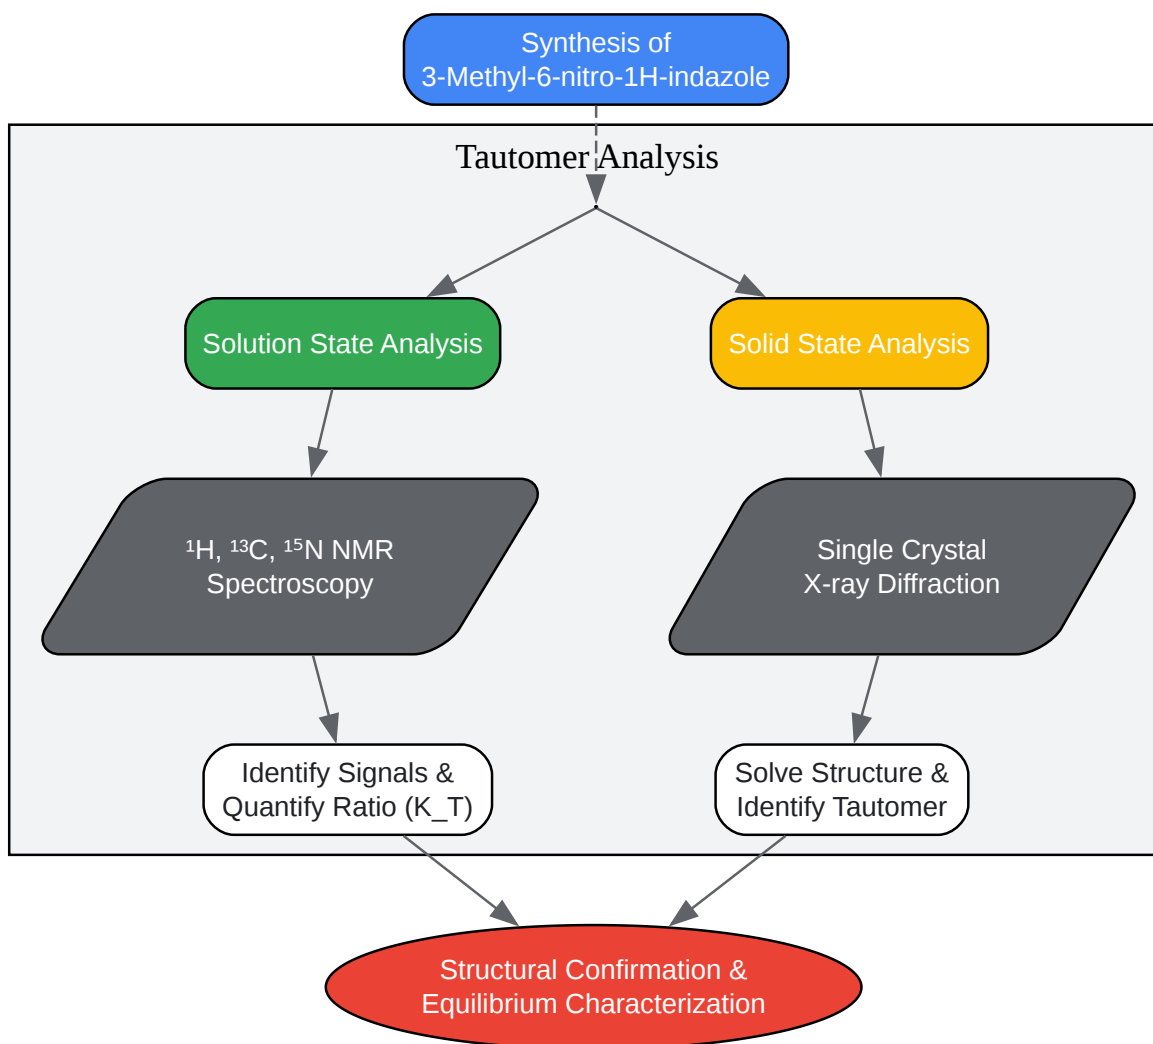 Synthesis of
3-Methyl-6-nitro-1H-indazole
Tautomer Analysis
Solution State Analysis
Solid State Analysis
¹H, ¹³C, ¹⁵N NMR
Spectroscopy
Single Crystal
X-ray Diffraction
Identify Signals &
Quantify Ratio (K_T)
Solve Structure &
Identify Tautomer
Structural Confirmation &
Equilibrium Characterization